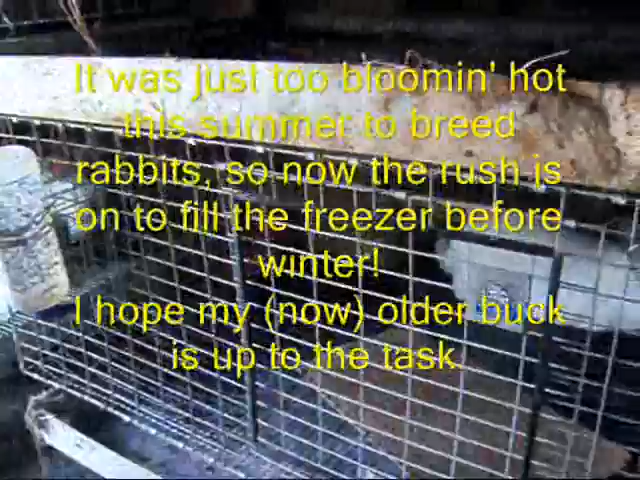 It was just too bloomin' hot
this summer to breed
rabbits, so now the rush is
on to fill the freezer before
winter!
I hope my (now) older buck
is up to the task